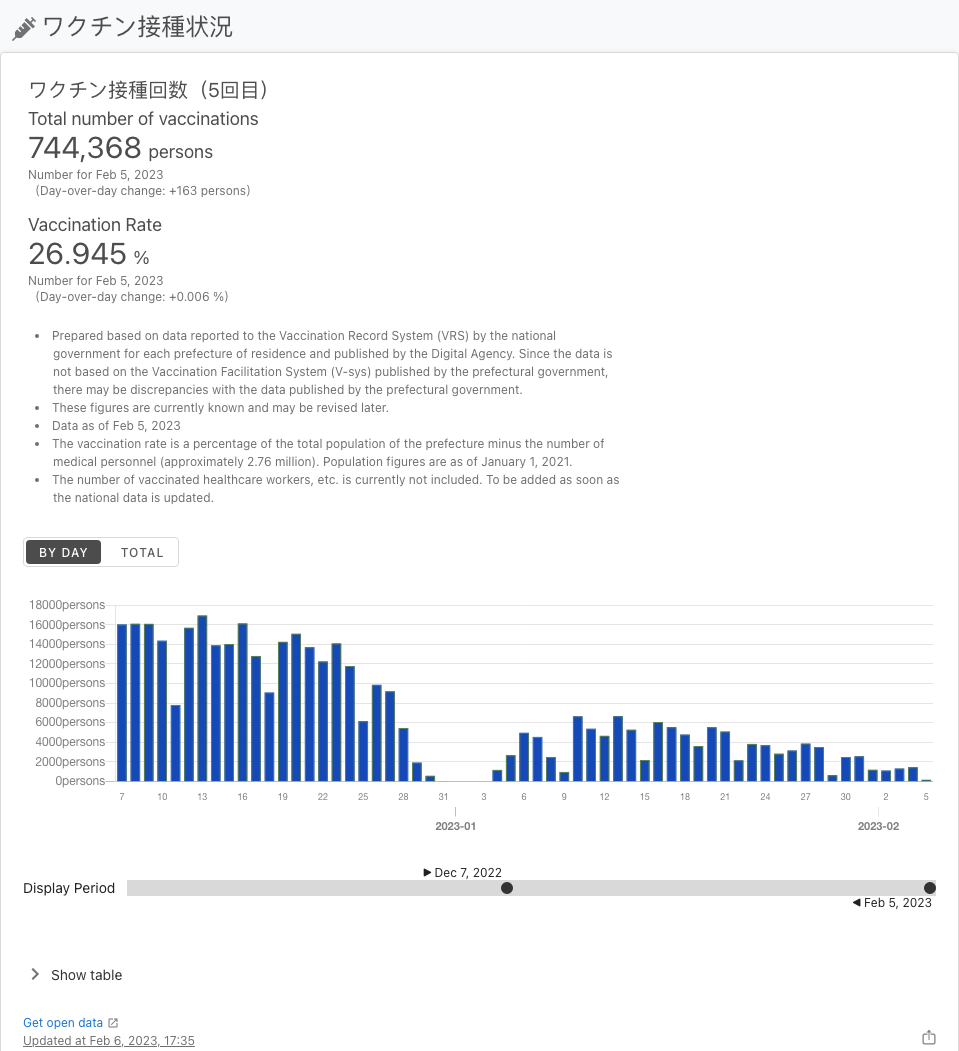 ワクチン接種状況
ワクチン接種回数（5回目）
Total number of vaccinations
744,368 persons
Number for Feb 5, 2023
(Day-over-day change: +163 persons)
Vaccination Rate
26.945 %
Number for Feb 5, 2023
(Day-over-day change: +0.006 %)
• Prepared based on data reported to the Vaccination Record System (VRS) by the national
government for each prefecture of residence and published by the Digital Agency. Since the data is
not based on the Vaccination Facilitation System (V-sys) published by the prefectural government,
there may be discrepancies with the data published by the prefectural government.
• These figures are currently known and may be revised later.
• Data as of Feb 5, 2023
• The vaccination rate is a percentage of the total population of the prefecture minus the number of
medical personnel (approximately 2.76 million). Population figures are as of January 1, 2021.
• The number of vaccinated healthcare workers, etc. is currently not included. To be added as soon as
the national data is updated.
BY DAY TOTAL
18000persons
16000persons
14000persons
12000persons
10000persons
8000persons
6000persons
4000persons
2000persons
0persons
7 10 13 16 19 22 25 28 31 3 6 9 12 15 18 21 24 27 30 2 5
2023-01 2023-02
Dec 7, 2022
Display Period
Feb 5, 2023
Show table
Get open data
Updated at Feb 6, 2023, 17:35